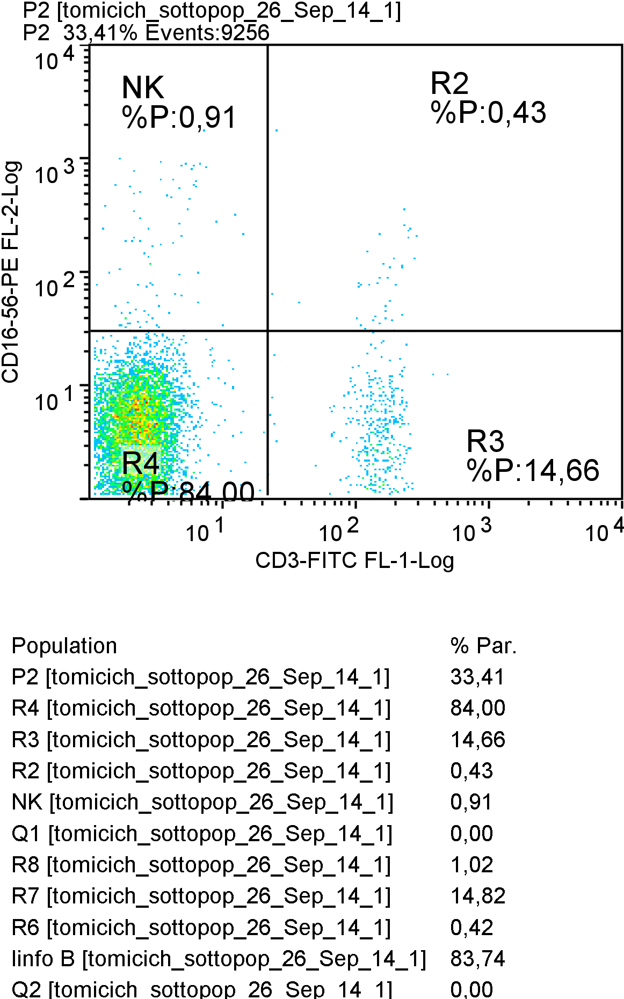 P2 [tomicich_sottopop_26_Sep_14_1]
P2 33,41% Events:9256
10 4
NK
%P:0,91
R2
%P:0,43
10 3
CD16-56-PE FL-2-Log
10 2
10 1
R4
%P:84,00
R3
%P:14,66
10 1 10 2 10 3 10 4
CD3-FITC FL-1-Log
Population % Par.
P2 [tomicich_sottopop_26_Sep_14_1] 33,41
R4 [tomicich_sottopop_26_Sep_14_1] 84,00
R3 [tomicich_sottopop_26_Sep_14_1] 14,66
R2 [tomicich_sottopop_26_Sep_14_1] 0,43
NK [tomicich_sottopop_26_Sep_14_1] 0,91
Q1 [tomicich_sottopop_26_Sep_14_1] 0,00
R8 [tomicich_sottopop_26_Sep_14_1] 1,02
R7 [tomicich_sottopop_26_Sep_14_1] 14,82
R6 [tomicich_sottopop_26_Sep_14_1] 0,42
linfo B [tomicich_sottopop_26_Sep_14_1] 83,74
Q2 [tomicich_sottopop_26_Sep_14_1] 0,00